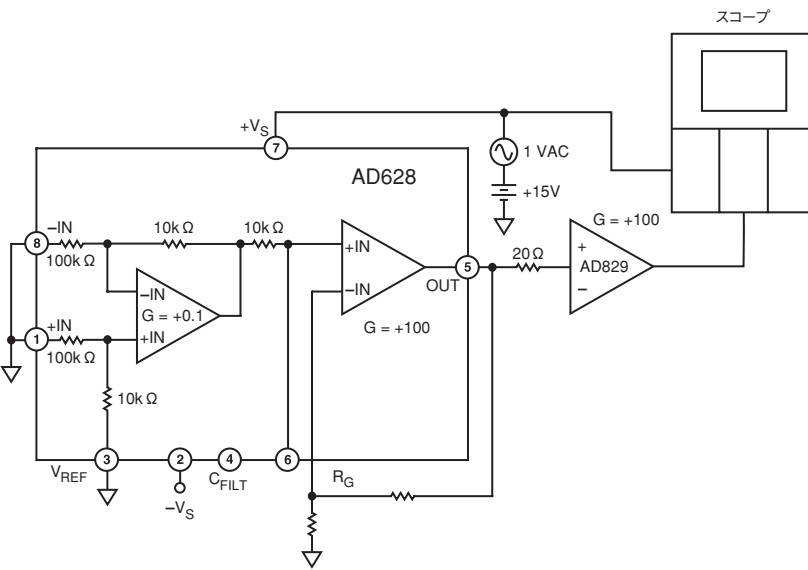 スコープ
+VS
7
1 VAC
+15V
AD628
G = +100
–IN
8
100kΩ
10kΩ
10kΩ
+IN
–IN
5
OUT
20Ω
+
AD829
–
–IN
G = +0.1
+IN
G = +100
+IN
1
100kΩ
10kΩ
VREF
3
2
4
6
CFILT
RG
–VS